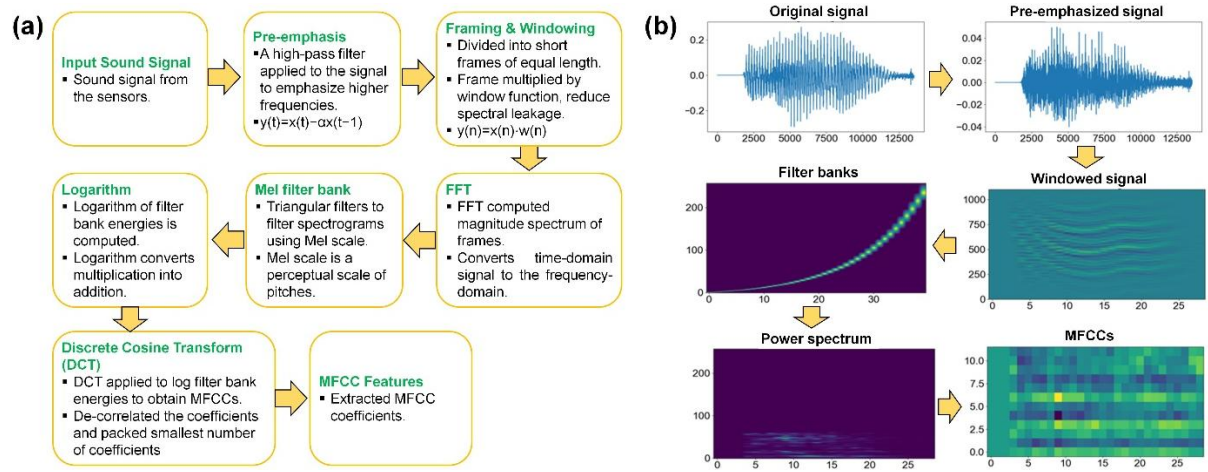 (a)
Input Sound Signal
▪ Sound signal from
the sensors.
Pre-emphasis
▪ A high-pass filter
applied to the signal
to emphasize higher
frequencies.
▪ y(t)=x(t)−αx(t−1)
Framing & Windowing
▪ Divided into short
frames of equal length.
▪ Frame multiplied by
window function, reduce
spectral leakage.
▪ y(n)=x(n)·w(n)
Logarithm
▪ Logarithm of filter
bank energies is
computed.
▪ Logarithm converts
multiplication into
addition.
Mel filter bank
▪ Triangular filters to
filter spectrograms
using Mel scale.
▪ Mel scale is a
perceptual scale of
pitches.
FFT
▪ FFT computed
magnitude spectrum of
frames.
▪ Converts time-domain
signal to the frequency-
domain.
Discrete Cosine Transform
(DCT)
▪ DCT applied to log filter bank
energies to obtain MFCCs.
▪ De-correlated the coefficients
and packed smallest number
of coefficients
MFCC Features
▪ Extracted MFCC
coefficients.
(b)
Original signal
0.2
0.1
0.0
−0.1
−0.2
0 2500 5000 7500 10000 12500
Pre-emphasized signal
0.04
0.02
0.00
−0.02
−0.04
0 2500 5000 7500 10000 12500
Filter banks
200
100
0
0 10 20 30
Windowed signal
1000
750
500
250
0
0 5 10 15 20 25
Power spectrum
200
100
0
0 5 10 15 20 25
MFCCs
10.0
7.5
5.0
2.5
0.0
0 5 10 15 20 25